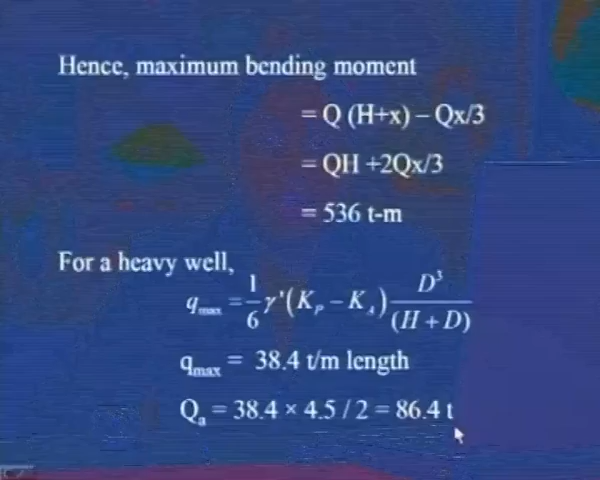 Hence, maximum bending moment
= Q (H+x) – Qx/3
= QH +2Qx/3
= 536 t-m
For a heavy well,
q_max = 1/6 γ'(K_P – K_A) D³/(H + D)
q_max = 38.4 t/m length
Q_a = 38.4 × 4.5 / 2 = 86.4 t